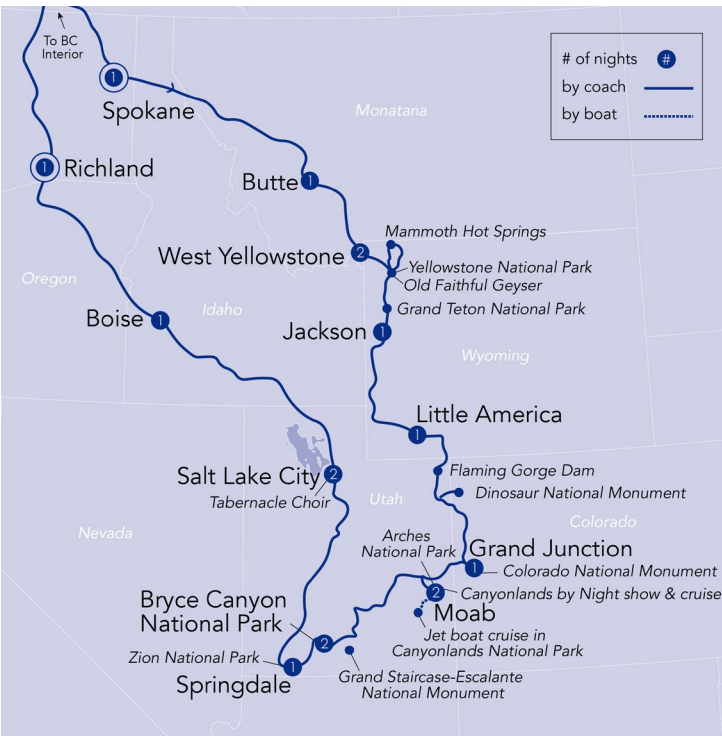 To BC
Interior
# of nights #
by coach
by boat
1
Spokane
Monatana
1 Richland
Butte 1
Mammoth Hot Springs
West Yellowstone 2
Yellowstone National Park
Old Faithful Geyser
Oregon
Grand Teton National Park
Idaho
Boise 1
Jackson 1
Wyoming
Little America
1
Salt Lake City 2
Tabernacle Choir
Flaming Gorge Dam
Dinosaur National Monument
Utah
Colorado
Nevada
Arches
National Park
Grand Junction
1 Colorado National Monument
2 Canyonlands by Night show & cruise
Moab
Jet boat cruise in
Canyonlands National Park
Bryce Canyon
National Park
2
Zion National Park
1
Springdale
Grand Staircase-Escalante
National Monument